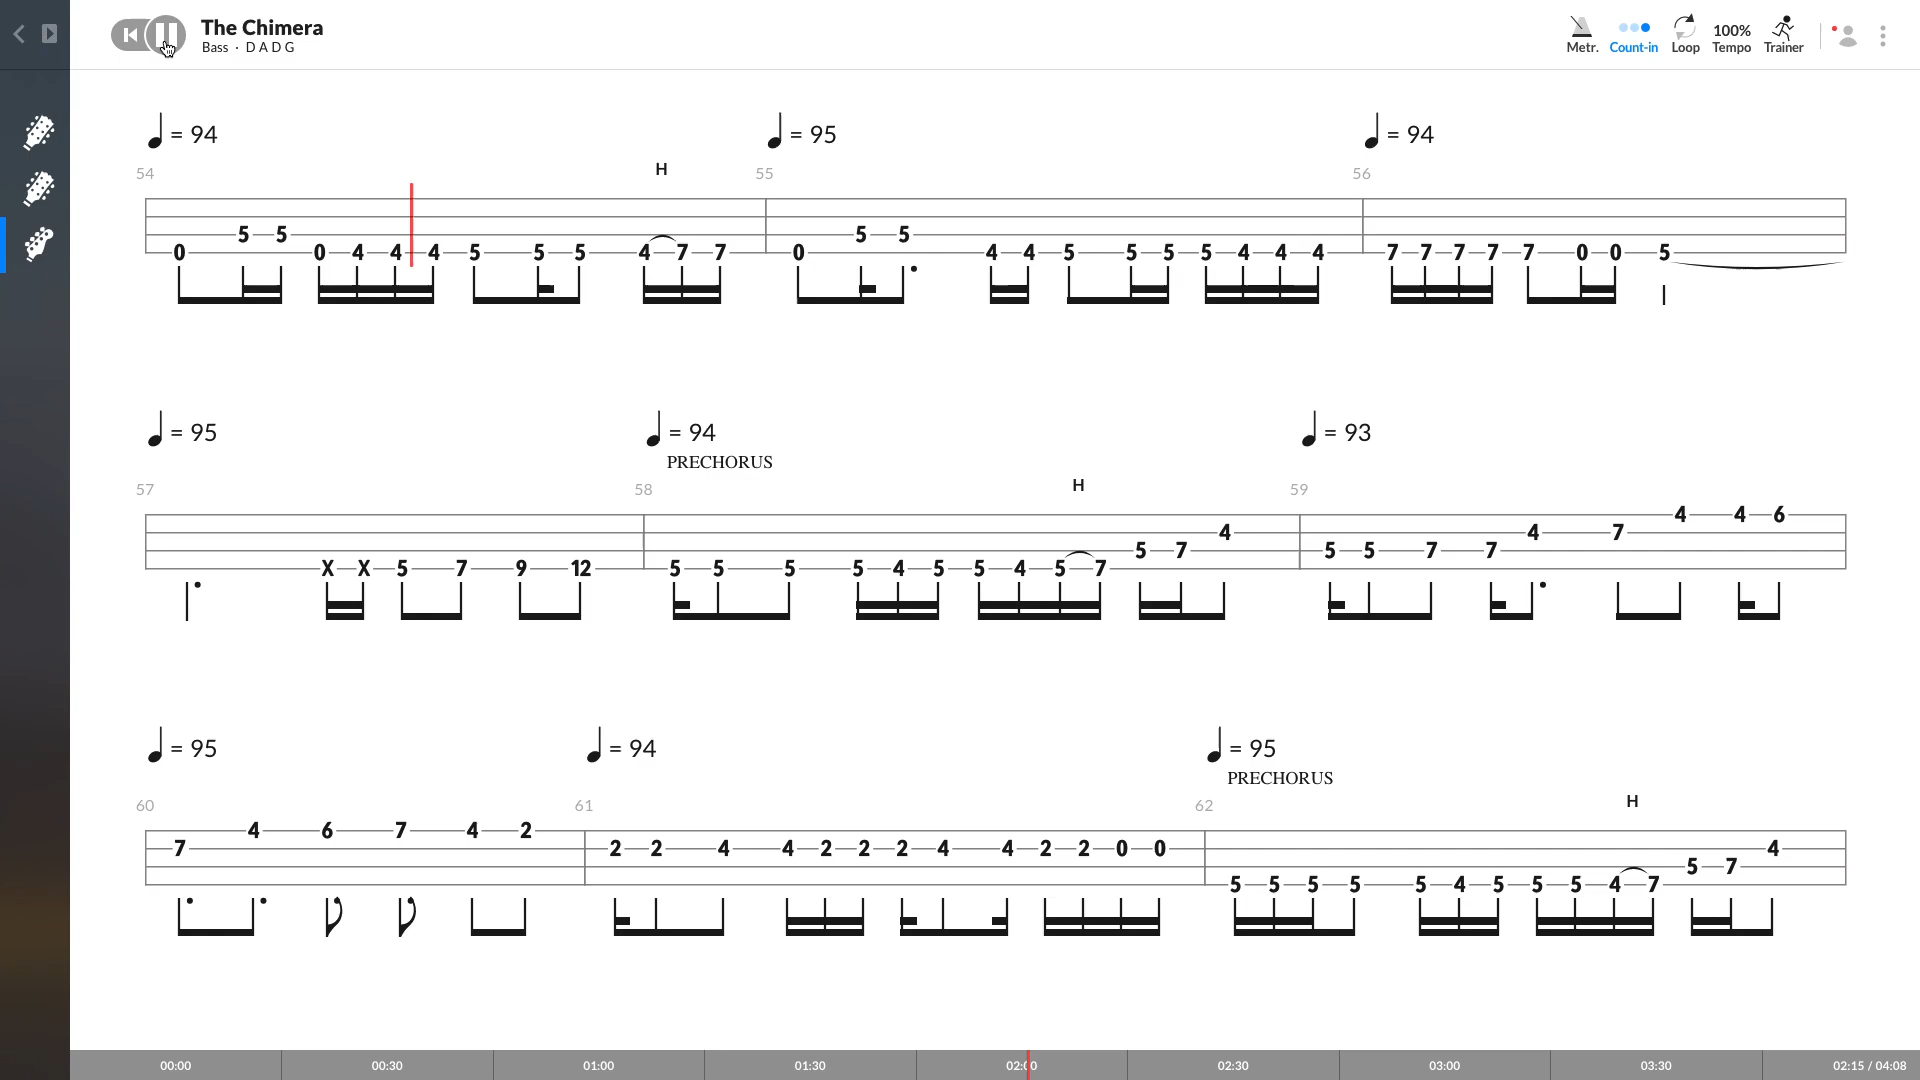 The Chimera
Bass · D A D G
Metr.
Count-in
Loop
100%
Tempo
Trainer
= 94
= 95
= 94
54
H
55
56
5 5 5 5
0 0 4 4 4 5 5 5 4 7 7 0 4 4 5 5 5 5 4 4 4 7 7 7 7 7 0 0 5
= 95
= 94
= 93
PRECHORUS
57
58
H
59
4 4 6
4 4 7
5 7 5 5 7 7
X X 5 7 9 12 5 5 5 5 4 5 5 4 5 7
= 95
= 94
= 95
PRECHORUS
60
61
62
H
4 6 7 4 2
7 2 2 4 4 2 2 2 4 4 2 2 0 0 4
5 7
5 5 5 5 5 4 5 5 5 4 7
00:00
00:30
01:00
01:30
02:00
02:30
03:00
03:30
02:15 / 04:08